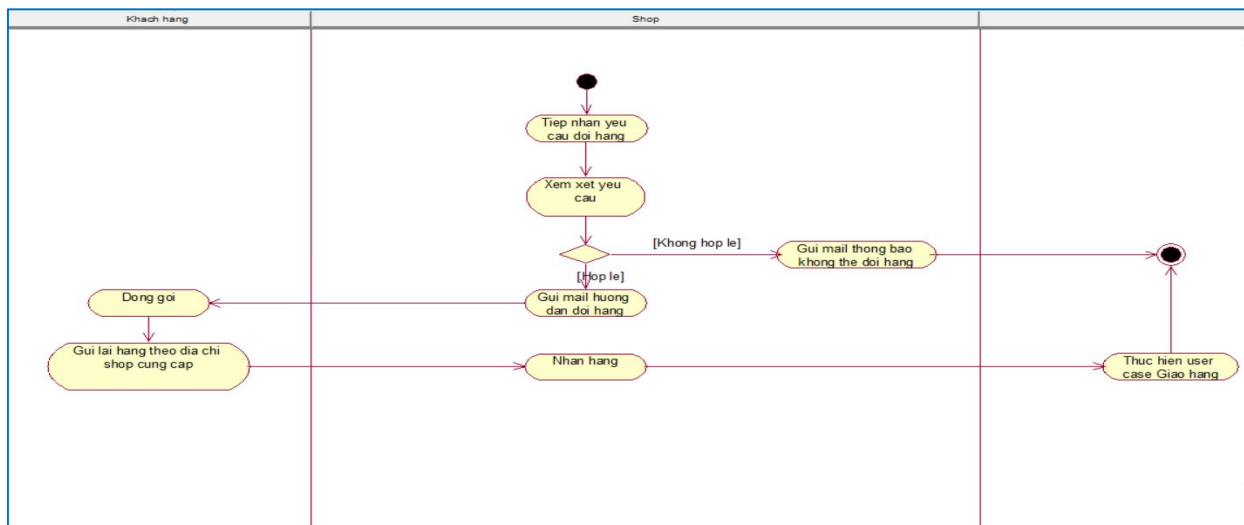 Khach hang
Shop
Tiep nhan yeu
cau doi hang
Xem xet yeu
cau
[Khong hop le]
Gui mail thong bao
khong the doi hang
[Hop le]
Gui mail huong
dan doi hang
Dong goi
Gui lai hang theo dia chi
shop cung cap
Nhan hang
Thuc hien user
case Giao hang